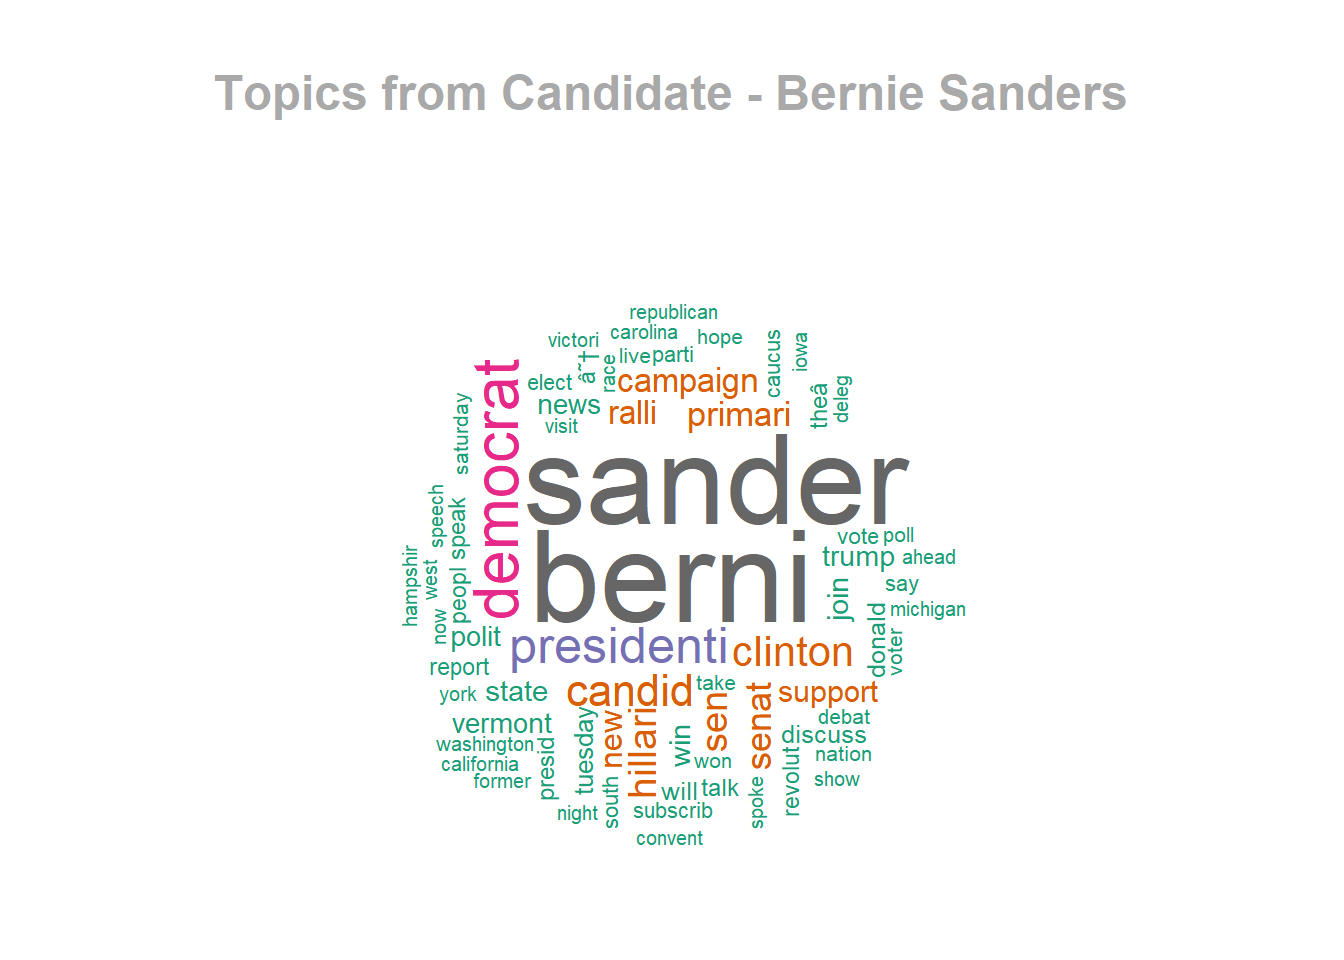 Topics from Candidate - Bernie Sanders
republican
carolina
victori
hope
live
parti
caucus
iowa
â˜†
race
elect
campaign
theâ
deleg
news
ralli
primari
visit
saturday
democrat
sander
berni
speech
speak
vote
poll
hampshir
west
peopl
trump
ahead
join
say
michigan
now
polit
presidenti
clinton
donald
voter
report
york
state
candid
take
support
vermont
tuesday
new
hillari
win
sen
senat
debat
discuss
washington
california
former
presid
won
nation
revolut
show
south
will
talk
spoke
night
subscrib
convent